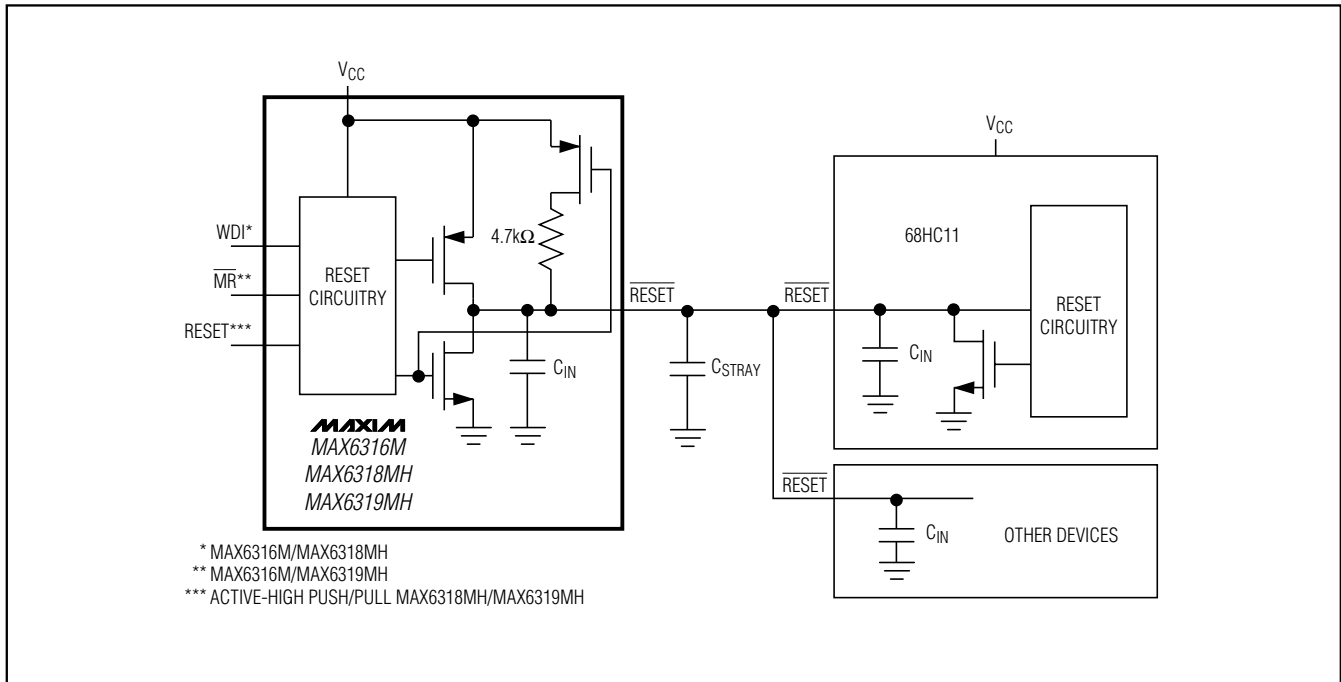 VCC
WDI*
MR**
RESET***
RESET
CIRCUITRY
4.7kΩ
CIN
MAXIM
MAX6316M
MAX6318MH
MAX6319MH
RESET
CSTRAY
RESET
VCC
68HC11
CIN
RESET
CIRCUITRY
RESET
CIN
OTHER DEVICES
* MAX6316M/MAX6318MH
** MAX6316M/MAX6319MH
*** ACTIVE-HIGH PUSH/PULL MAX6318MH/MAX6319MH